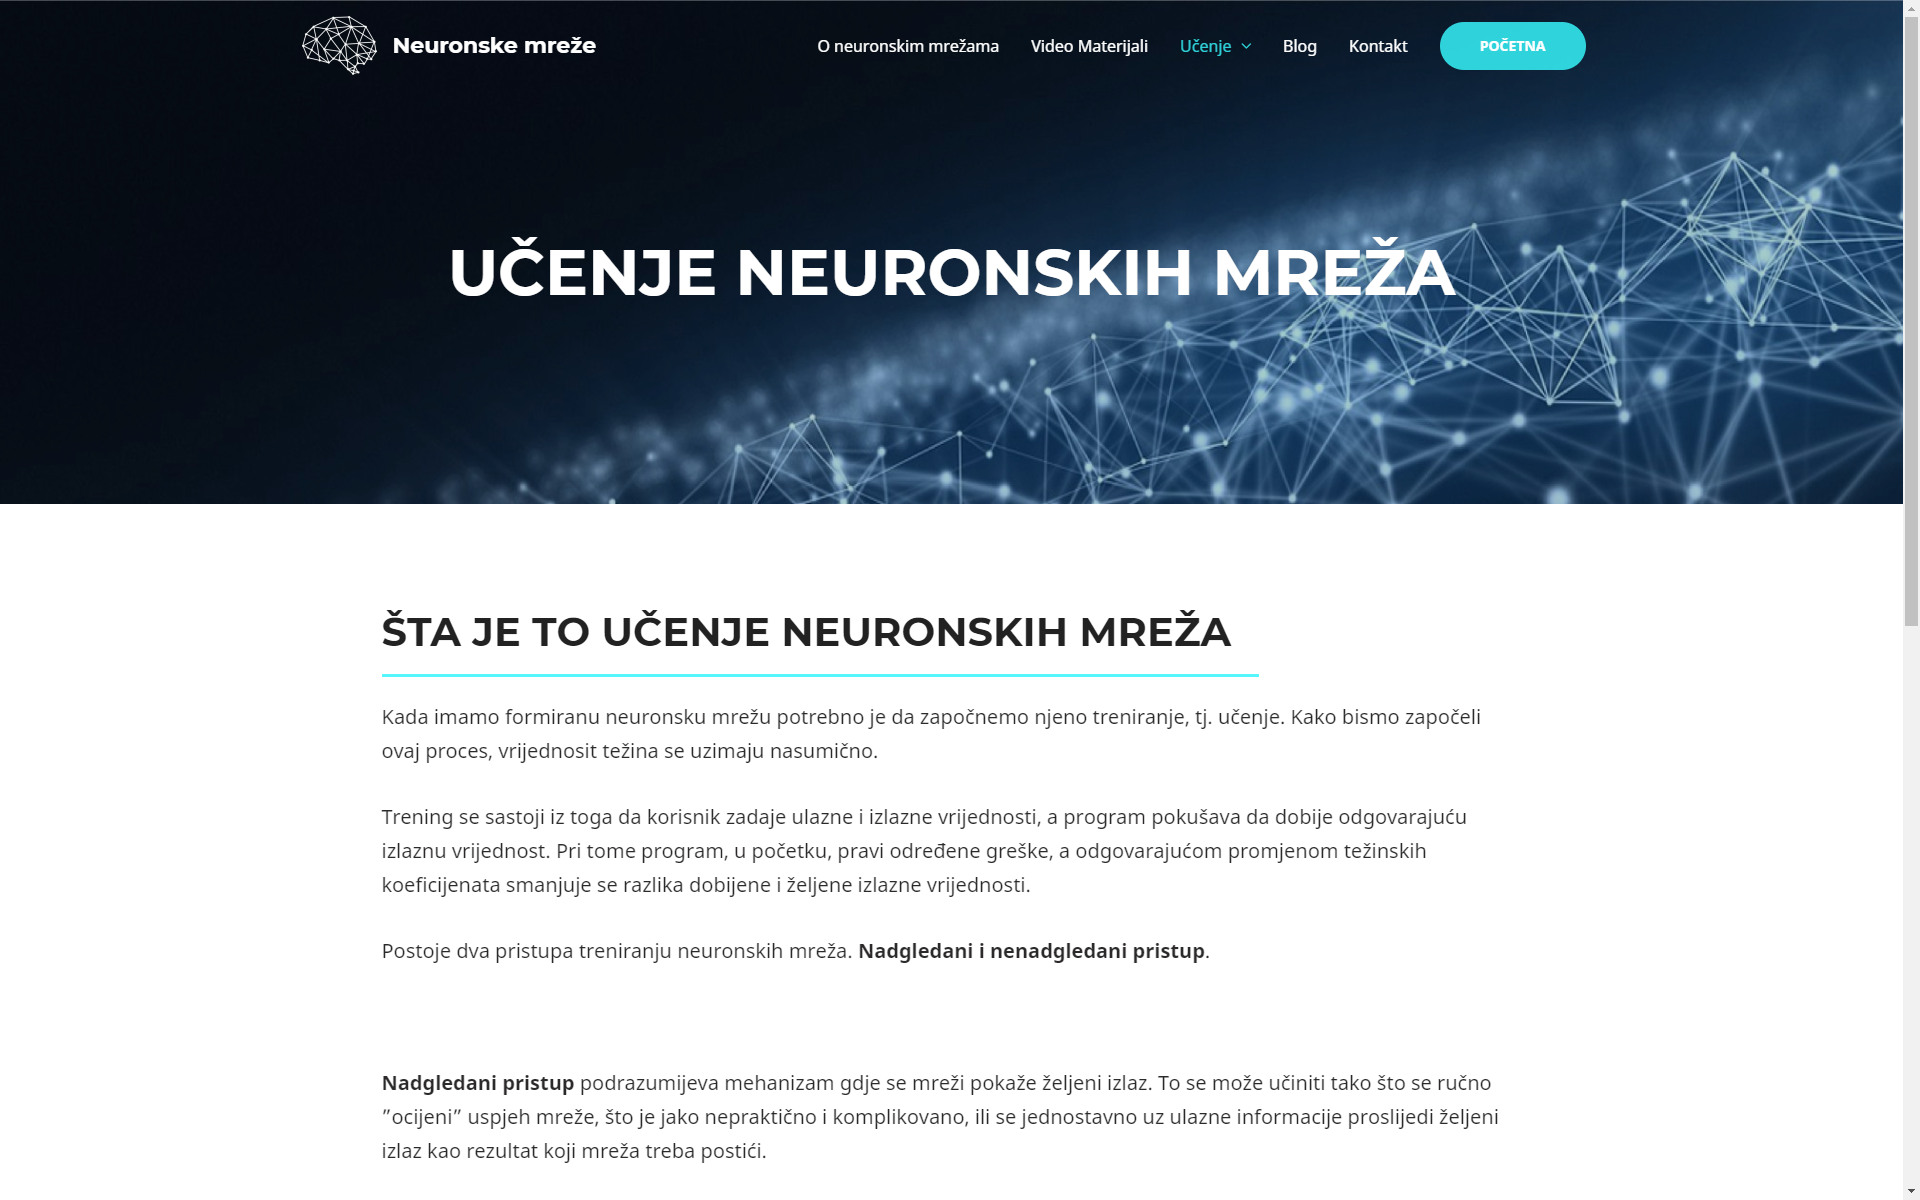 Neuronske mreže
O neuronskim mrežama
Video Materijali
Učenje
Blog
Kontakt
POČETNA
UČENJE NEURONSKIH MREŽA
ŠTA JE TO UČENJE NEURONSKIH MREŽA
Kada imamo formiranu neuronsku mrežu potrebno je da započnemo njeno treniranje, tj. učenje. Kako bismo započeli
ovaj proces, vrijednosit težina se uzimaju nasumično.
Trening se sastoji iz toga da korisnik zadaje ulazne i izlazne vrijednosti, a program pokušava da dobije odgovarajuću
izlaznu vrijednost. Pri tome program, u početku, pravi određene greške, a odgovarajućom promjenom težinskih
koeficijenata smanjuje se razlika dobijene i željene izlazne vrijednosti.
Postoje dva pristupa treniranju neuronskih mreža. Nadgledani i nenadgledani pristup.
Nadgledani pristup podrazumijeva mehanizam gdje se mreži pokaže željeni izlaz. To se može učiniti tako što se ručno
”ocijeni” uspjeh mreže, što je jako nepraktično i komplikovano, ili se jednostavno uz ulazne informacije proslijedi željeni
izlaz kao rezultat koji mreža treba postići.